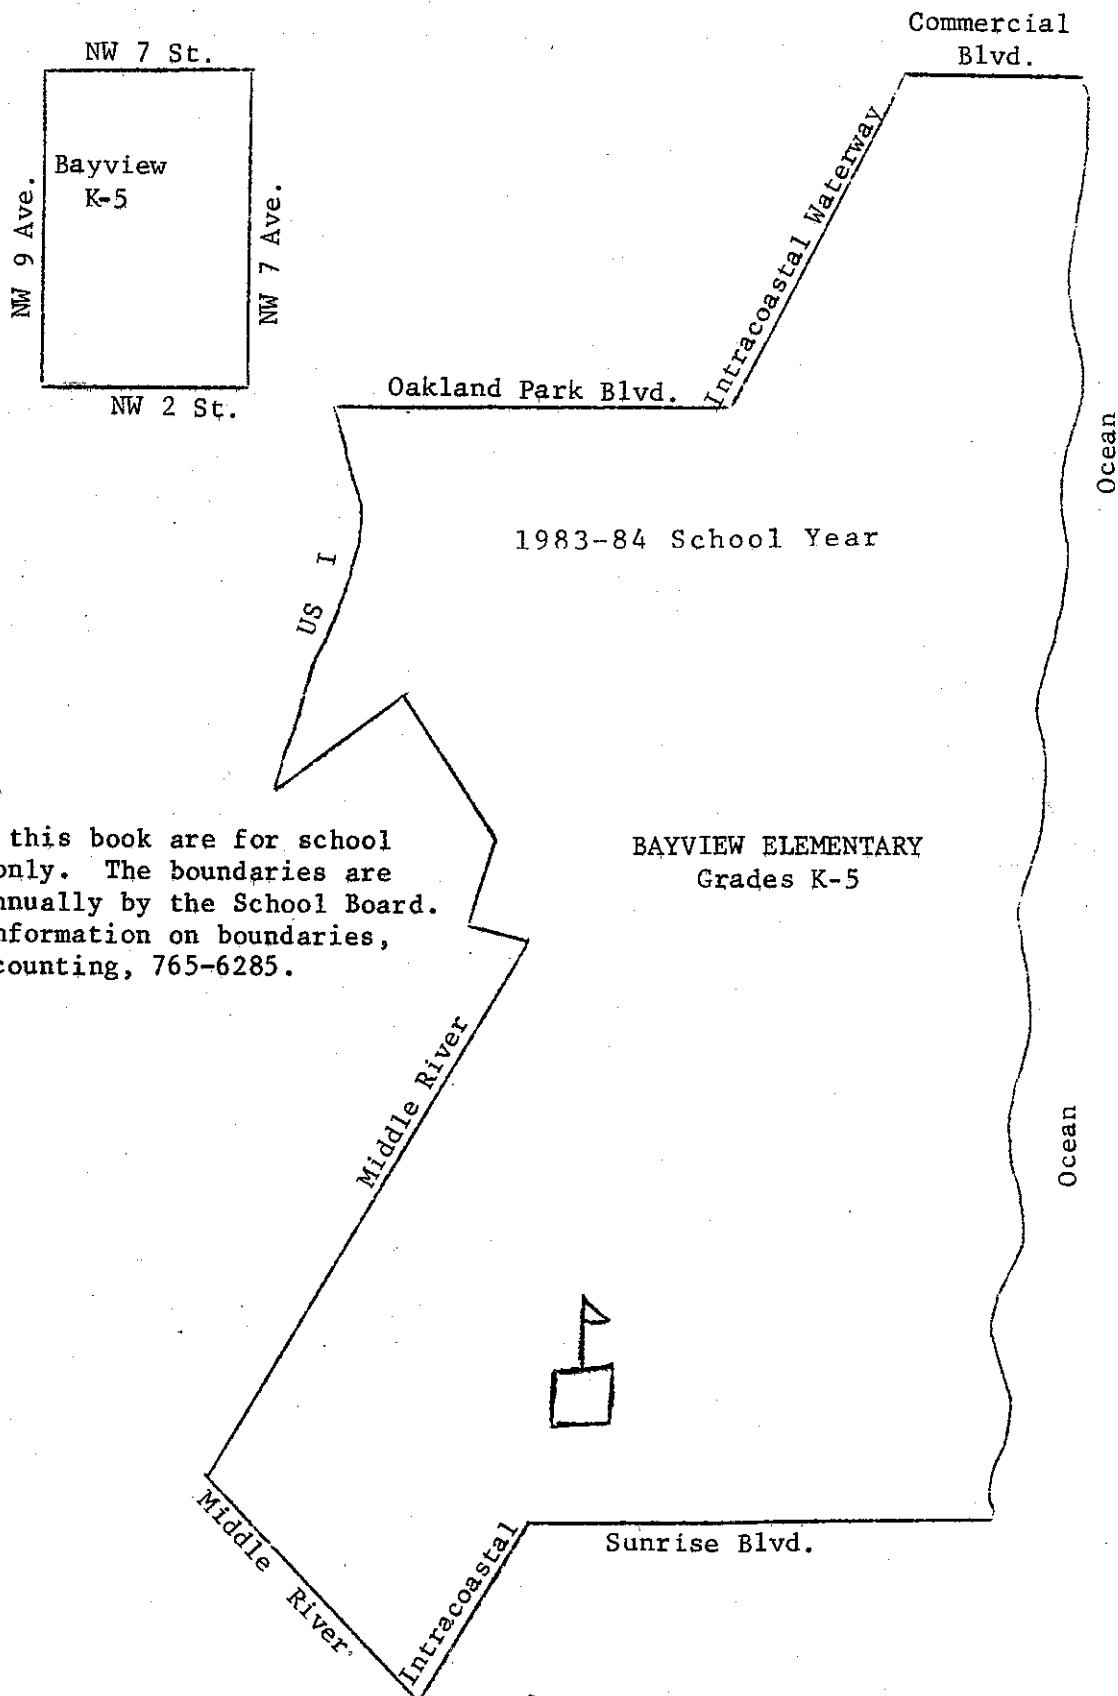 Commercial
Blvd.
NW 7 St.
Bayview
K-5
NW 9 Ave.
NW 7 Ave.
NW 2 St.
Intracoastal Waterway
Oakland Park Blvd.
Ocean
1983-84 School Year
US I
this book are for school
only. The boundaries are
nnually by the School Board.
nformation on boundaries,
counting, 765-6285.
BAYVIEW ELEMENTARY
Grades K-5
Middle River
Ocean
Middle River
Intracoastal
Sunrise Blvd.